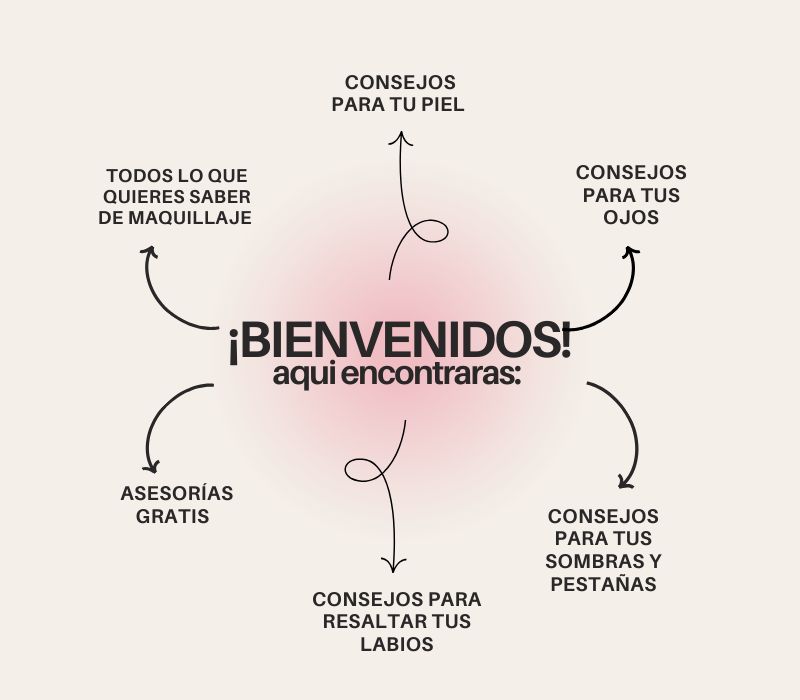 CONSEJOS
PARA TU PIEL
TODOS LO QUE
QUIERES SABER
DE MAQUILLAJE
CONSEJOS
PARA TUS
OJOS
¡BIENVENIDOS!
aqui encontraras:
ASESORÍAS
GRATIS
CONSEJOS
PARA TUS
SOMBRAS Y
PESTAÑAS
CONSEJOS PARA
RESALTAR TUS
LABIOS